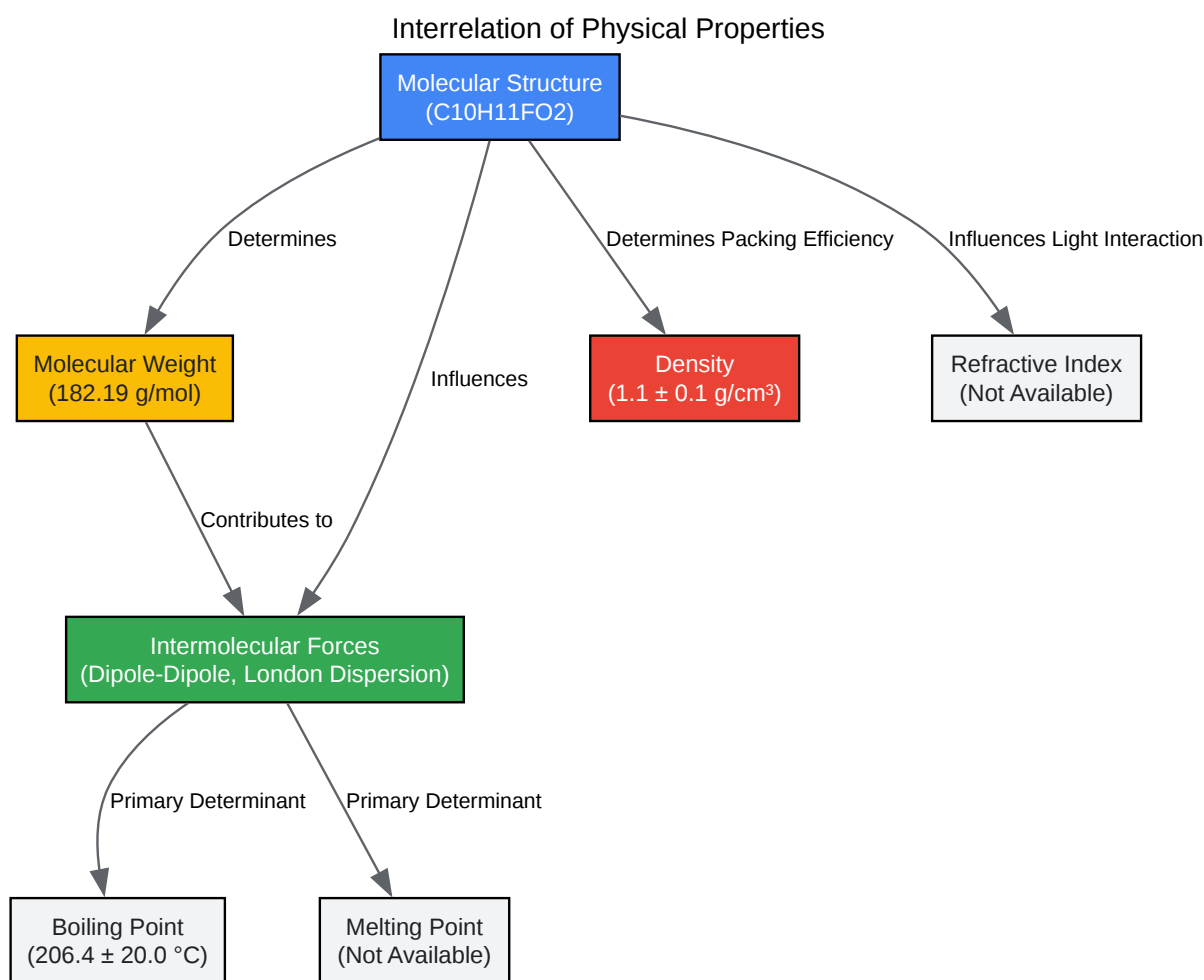 Interrelation of Physical Properties
Molecular Structure
(C10H11FO2)
Determines
Determines Packing Efficiency
Influences Light Interaction
Molecular Weight
(182.19 g/mol)
Influences
Density
(1.1 ± 0.1 g/cm³)
Refractive Index
(Not Available)
Contributes to
Intermolecular Forces
(Dipole-Dipole, London Dispersion)
Primary Determinant
Primary Determinant
Boiling Point
(206.4 ± 20.0 °C)
Melting Point
(Not Available)